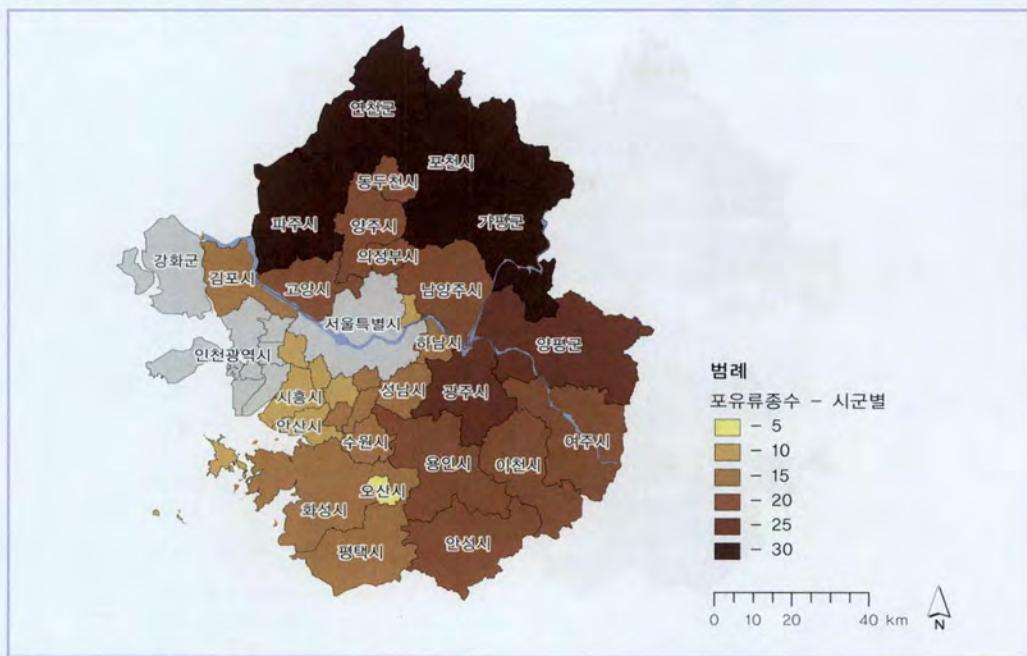 연천군
포천시
동두천시
파주시
양주시
가평군
의정부시
강화군
김포시
고양시
남양주시
서울특별시
하남시
인천광역시
양평군
시흥시
성남시
광주시
안산시
수원시
여주시
용인시
이천시
오산시
화성시
평택시
안성시
범례
포유류종수 - 시군별
- 5
- 10
- 15
- 20
- 25
- 30
0 10 20 40 km
N